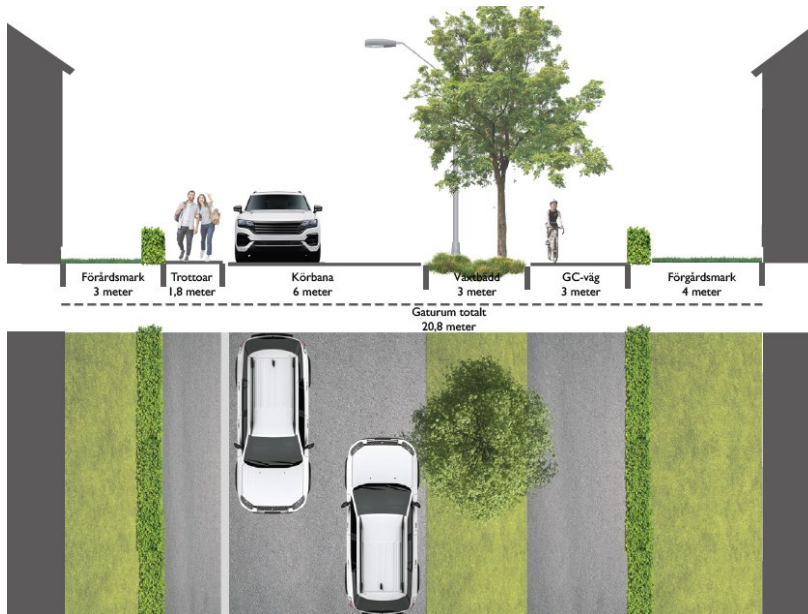 Förårdsmark
3 meter
Trottoar
1,8 meter
Körbana
6 meter
Växtbädd
3 meter
GC-väg
3 meter
Förgårdsmark
4 meter
Gaturum totalt
20,8 meter